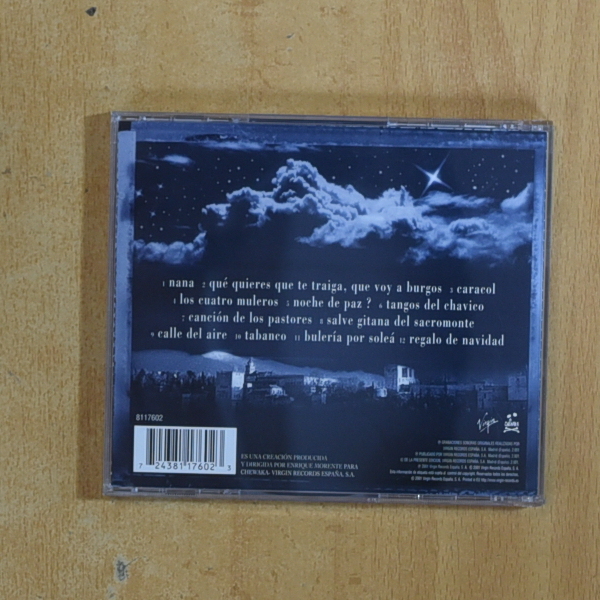 1 nana 2 qué quieres que te traiga, que voy a burgos 3 caracol
4 los cuatro muleros 5 noche de paz ? 6 tangos del chavico
7 canción de los pastores 8 salve gitana del sacromonte
9 calle del aire 10 tabanco 11 bulería por soleá 12 regalo de navidad
8117602
7 24381 17602 3
ES UNA CREACIÓN PRODUCIDA
Y DIRIGIDA POR ENRIQUE MORENTE PARA
CHEWAKA- VIRGIN RECORDS ESPAÑA, S.A.
Virgin